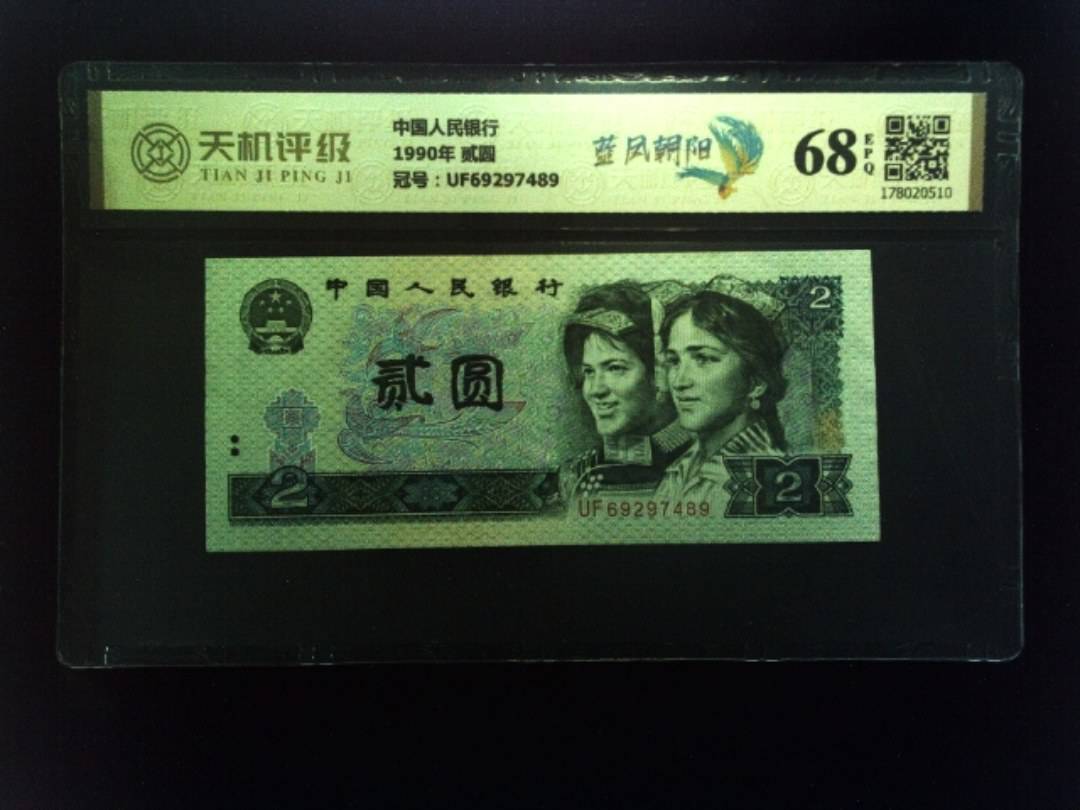 天机评级
TIAN JI PING JI
中国人民银行
1990年 贰圆
冠号：UF69297489
蓝凤朝阳
68
EPQ
178020510
中国人民银行
2
贰圆
2
UF69297489
2